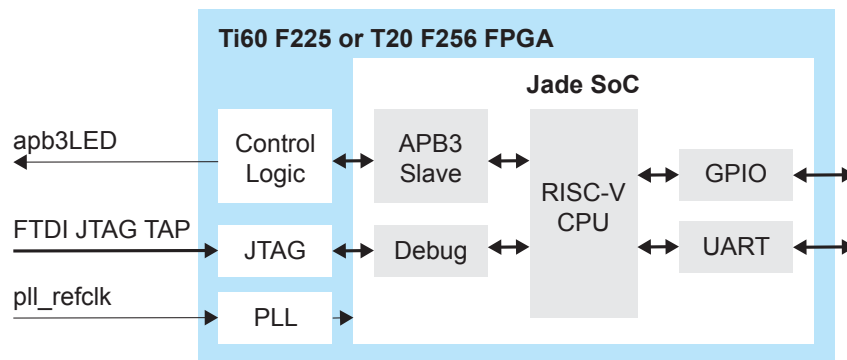 Ti60 F225 or T20 F256 FPGA
Jade SoC
apb3LED
Control
Logic
APB3
Slave
RISC-V
CPU
GPIO
FTDI JTAG TAP
JTAG
Debug
UART
pll_refclk
PLL